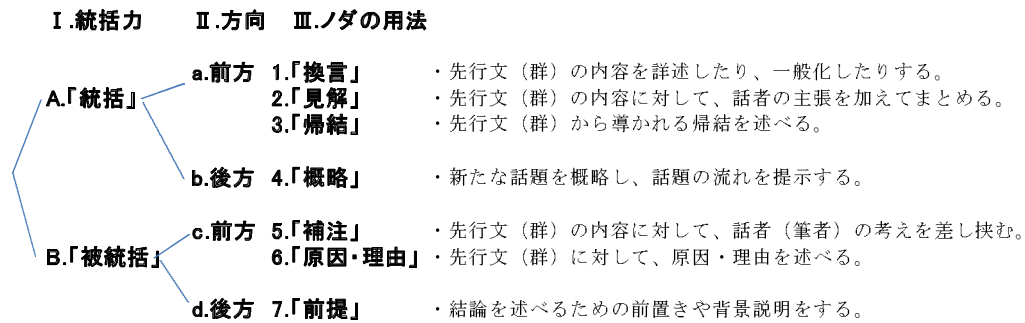 Ⅰ.統括力 Ⅱ.方向 Ⅲ.ノダの用法
a.前方 1.「換言」 ・先行文（群）の内容を詳述したり、一般化したりする。
A.「統括』 2.「見解」 ・先行文（群）の内容に対して、話者の主張を加えてまとめる。
3.「帰結」 ・先行文（群）から導かれる帰結を述べる。
b.後方 4.「概略」 ・新たな話題を概略し、話題の流れを提示する。
c.前方 5.「補注」 ・先行文（群）の内容に対して、話者（筆者）の考えを差し挟む。
B.「被統括」 6.「原因・理由」 ・先行文（群）に対して、原因・理由を述べる。
d.後方 7.「前提」 ・結論を述べるための前置きや背景説明をする。